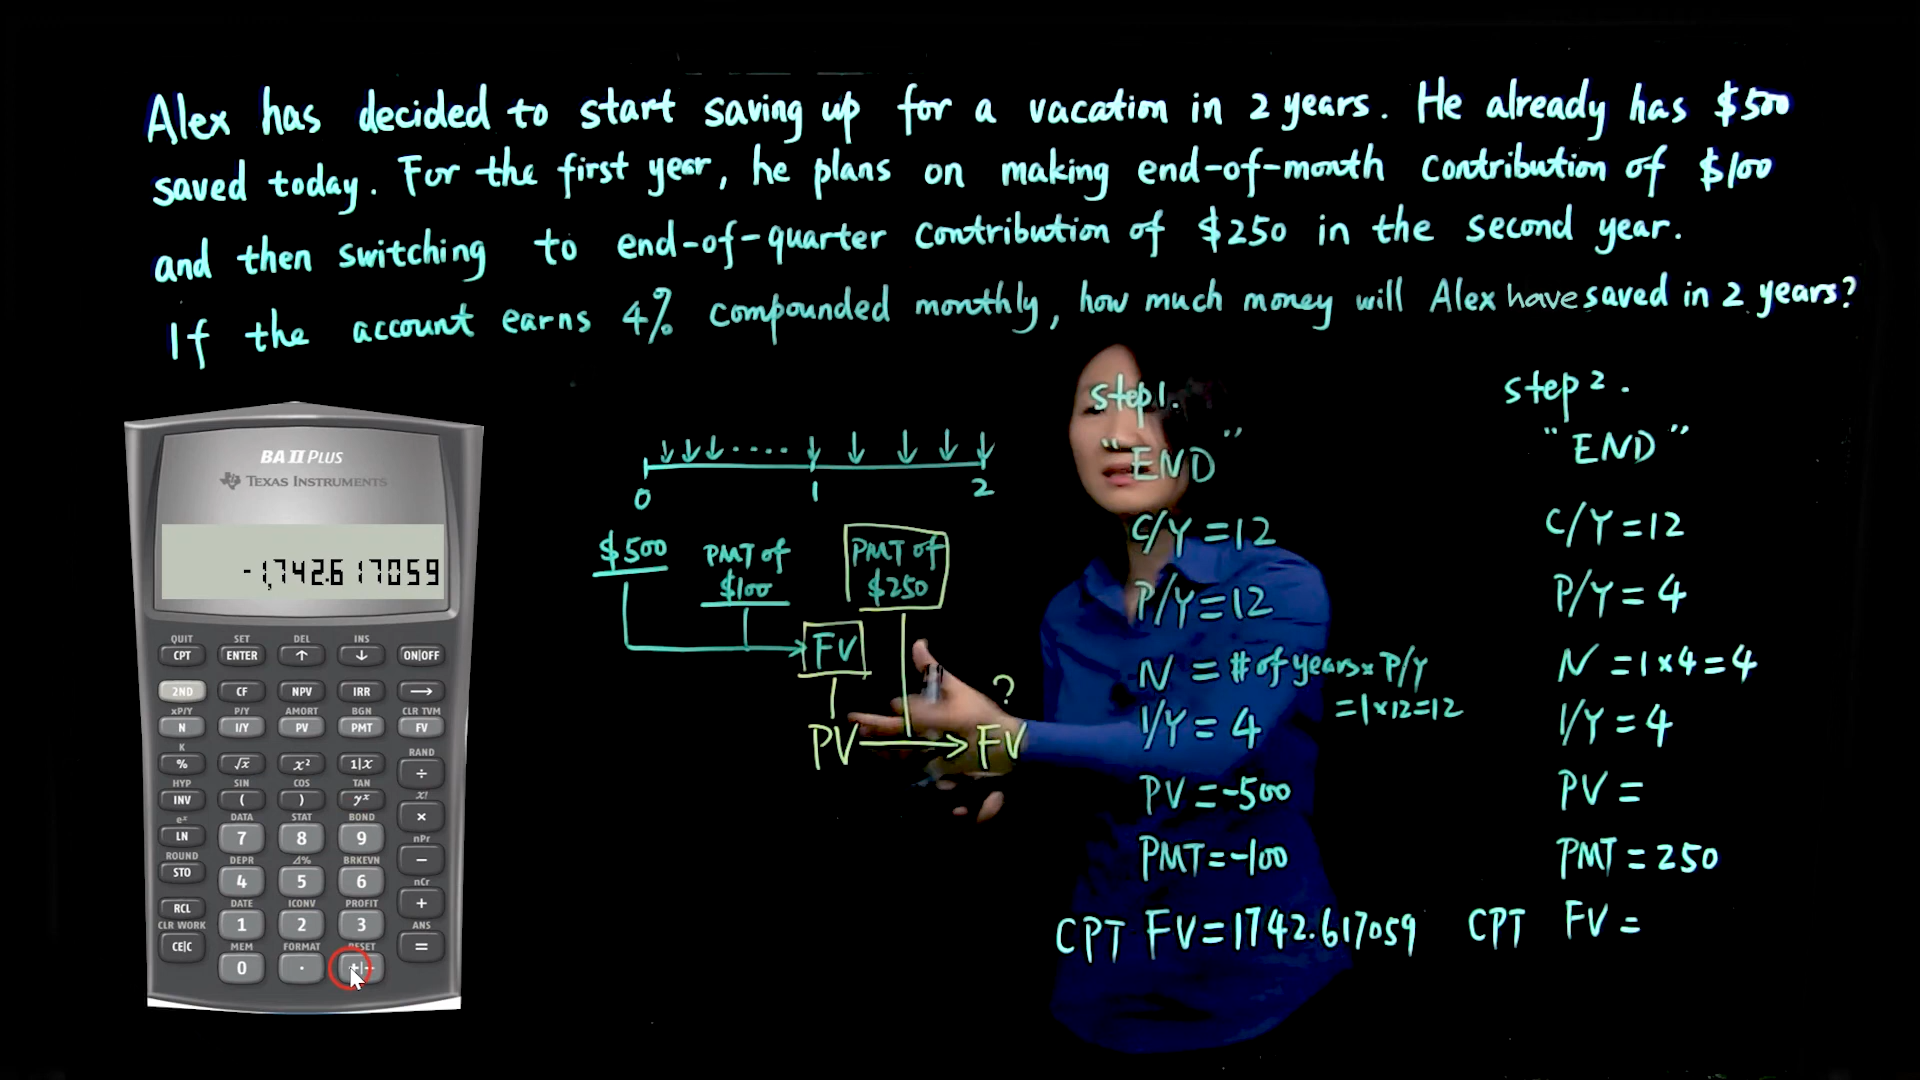 Alex has decided to start saving up for a vacation in 2 years. He already has $500
saved today. For the first year, he plans on making end-of-month contribution of $100
and then switching to end-of-quarter contribution of $250 in the second year.
If the account earns 4% compounded monthly, how much money will Alex have saved in 2 years?
BA II PLUS
TEXAS INSTRUMENTS
-1,742.617059
QUIT SET DEL INS
CPT ENTER ↑ ↓ ON|OFF
2ND CF NPV IRR →
xP/Y P/Y AMORT BGN CLR TVM
N I/Y PV PMT FV
K RAND
% √x x² 1/x ÷
HYP SIN COS TAN x!
INV ( ) yˣ ×
eˣ DATA STAT BOND nPr
LN 7 8 9 −
ROUND DEPR Δ% BRKEVN nCr
STO 4 5 6 +
DATE ICONV PROFIT
RCL 1 2 3
CLR WORK MEM FORMAT RESET ANS
CE|C 0 . +|− =
0 1 2
$500
PMT of
$100
PMT of
$250
FV
?
PV → FV
step 1.
"END"
C/Y = 12
P/Y = 12
N = # of years × P/Y
= 1 × 12 = 12
I/Y = 4
PV = -500
PMT = -100
CPT FV = 1742.617059
step 2.
"END"
C/Y = 12
P/Y = 4
N = 1 × 4 = 4
I/Y = 4
PV =
PMT = 250
CPT FV =